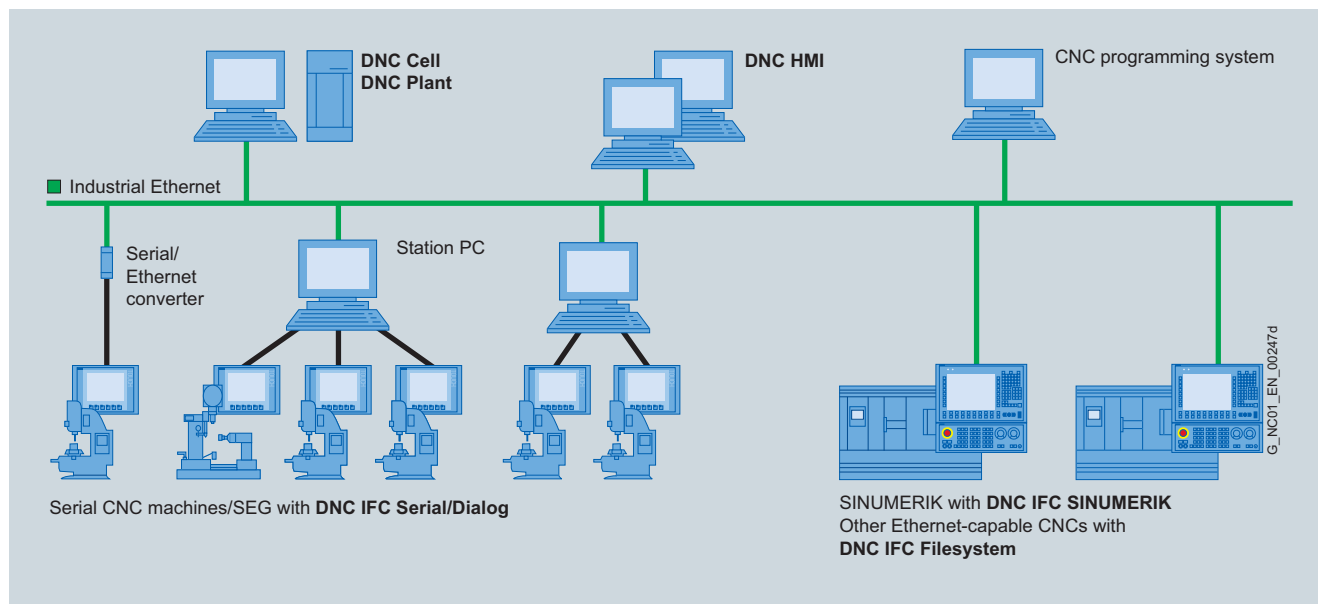 DNC Cell
DNC Plant
DNC HMI
CNC programming system
Industrial Ethernet
Serial/
Ethernet
converter
Station PC
G_NC01_EN_00247d
Serial CNC machines/SEG with DNC IFC Serial/Dialog
SINUMERIK with DNC IFC SINUMERIK
Other Ethernet-capable CNCs with
DNC IFC Filesystem